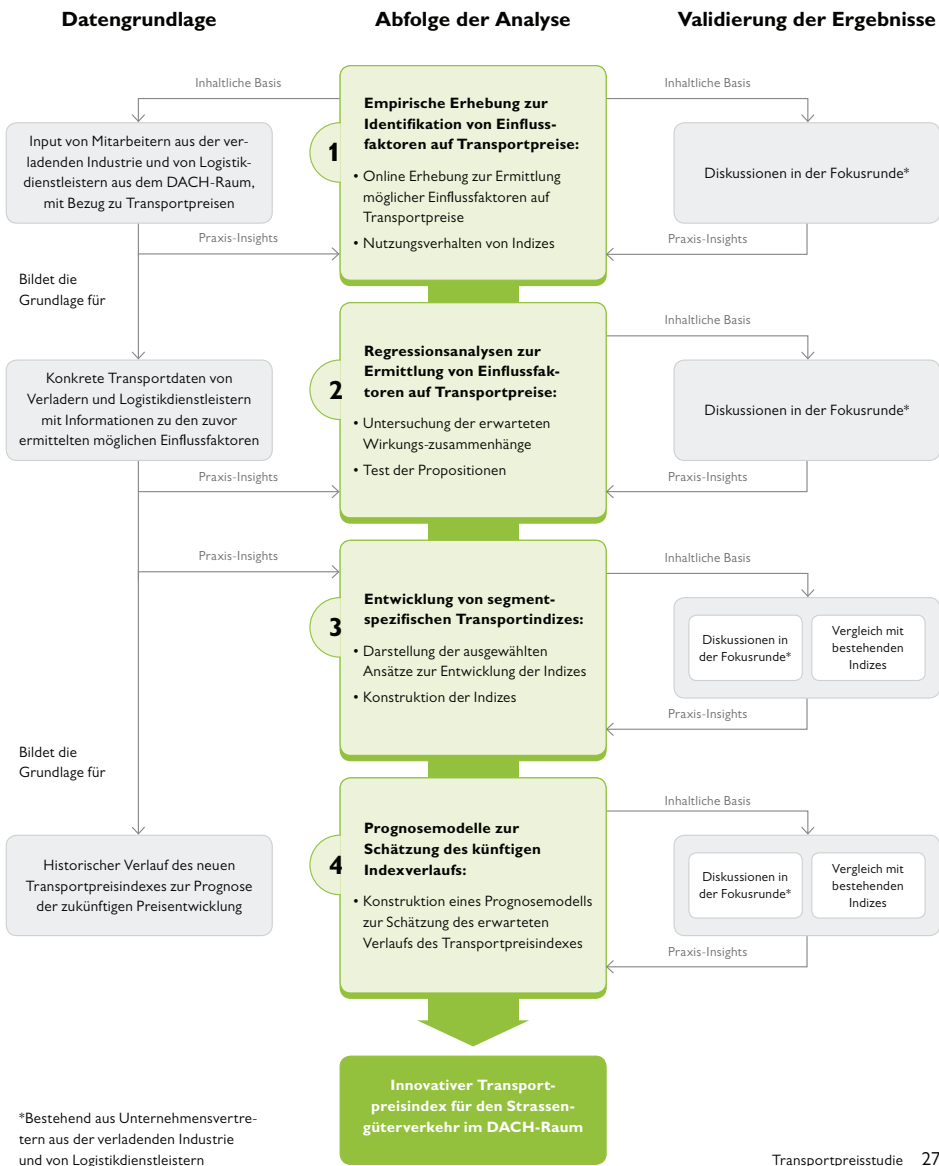 Datengrundlage
Abfolge der Analyse
Validierung der Ergebnisse
Inhaltliche Basis
Inhaltliche Basis
Input von Mitarbeitern aus der ver-
ladenden Industrie und von Logistik-
dienstleistern aus dem DACH-Raum,
mit Bezug zu Transportpreisen
1
Empirische Erhebung zur
Identifikation von Einfluss-
faktoren auf Transportpreise:
• Online Erhebung zur Ermittlung
möglicher Einflussfaktoren auf
Transportpreise
• Nutzungsverhalten von Indizes
Diskussionen in der Fokusrunde*
Praxis-Insights
Praxis-Insights
Bildet die
Grundlage für
Inhaltliche Basis
Konkrete Transportdaten von
Verladern und Logistikdienstleistern
mit Informationen zu den zuvor
ermittelten möglichen Einflussfaktoren
2
Regressionsanalysen zur
Ermittlung von Einflussfak-
toren auf Transportpreise:
• Untersuchung der erwarteten
Wirkungs-zusammenhänge
• Test der Propositionen
Diskussionen in der Fokusrunde*
Praxis-Insights
Praxis-Insights
Praxis-Insights
Inhaltliche Basis
3
Entwicklung von segment-
spezifischen Transportindizes:
• Darstellung der ausgewählten
Ansätze zur Entwicklung der Indizes
• Konstruktion der Indizes
Diskussionen in
der Fokusrunde*
Vergleich mit
bestehenden
Indizes
Praxis-Insights
Bildet die
Grundlage für
Inhaltliche Basis
Historischer Verlauf des neuen
Transportpreisindexes zur Prognose
der zukünftigen Preisentwicklung
4
Prognosemodelle zur
Schätzung des künftigen
Indexverlaufs:
• Konstruktion eines Prognosemodells
zur Schätzung des erwarteten
Verlaufs des Transportpreisindexes
Diskussionen in
der Fokusrunde*
Vergleich mit
bestehenden
Indizes
Praxis-Insights
Innovativer Transport-
preisindex für den Strassen-
güterverkehr im DACH-Raum
*Bestehend aus Unternehmensvertre-
tern aus der verladenden Industrie
und von Logistikdienstleistern
Transportpreisstudie 27